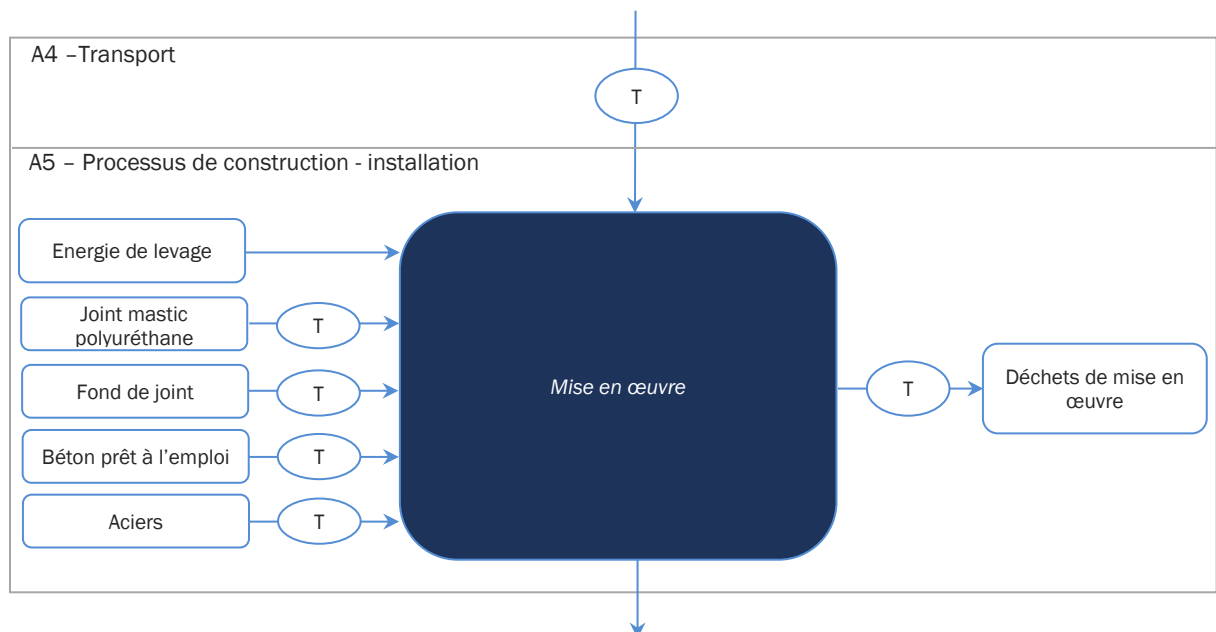 A4 –Transport
T
A5 – Processus de construction - installation
Energie de levage
Joint mastic
polyuréthane
T
Fond de joint
T
Béton prêt à l'emploi
T
Aciers
T
Mise en œuvre
T
Déchets de mise en
œuvre